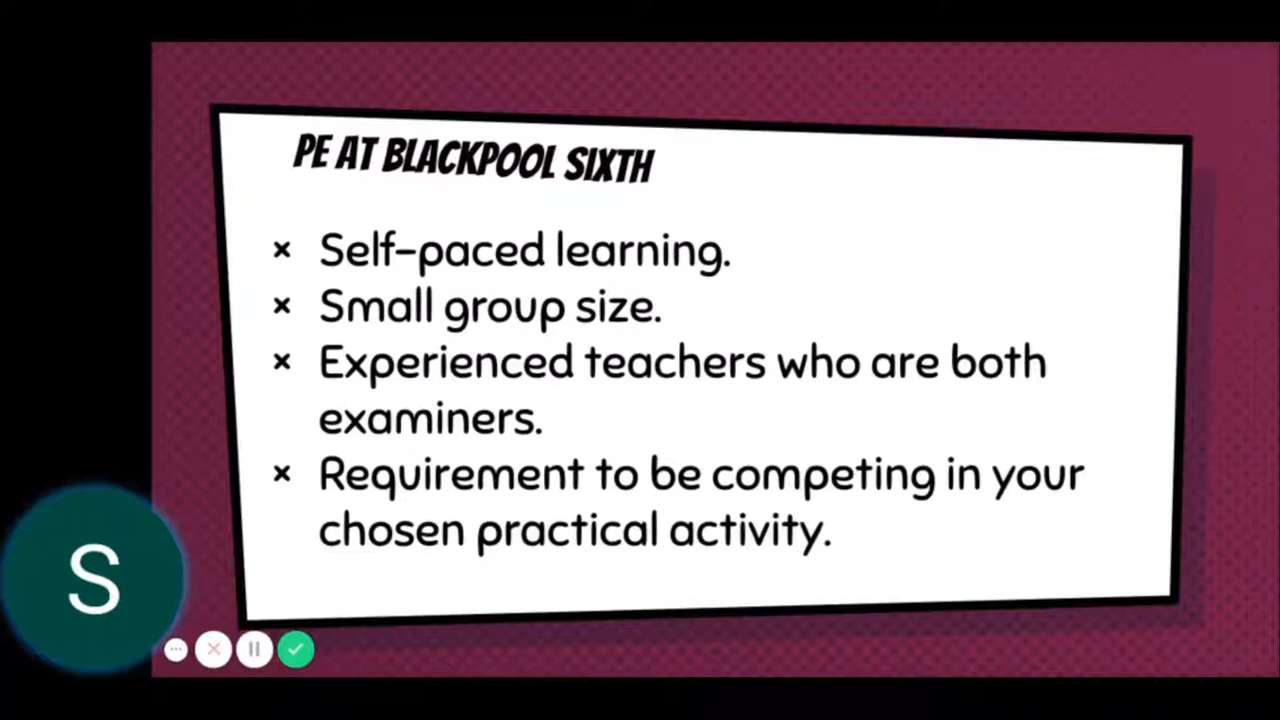 PE AT BLACKPOOL SIXTH
× Self-paced learning.
× Small group size.
× Experienced teachers who are both
examiners.
× Requirement to be competing in your
chosen practical activity.
S